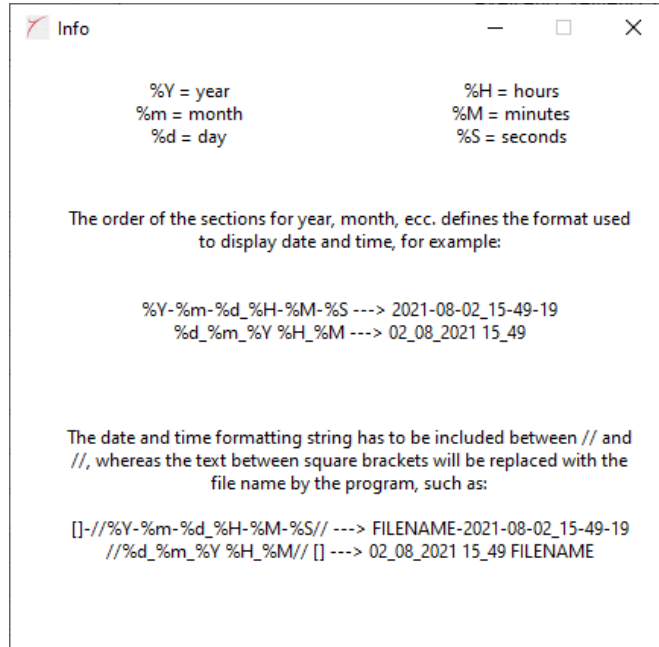 Info
%Y = year
%m = month
%d = day
%H = hours
%M = minutes
%S = seconds
The order of the sections for year, month, ecc. defines the format used
to display date and time, for example:
%Y-%m-%d_%H-%M-%S ---> 2021-08-02_15-49-19
%d_%m_%Y %H_%M ---> 02_08_2021 15_49
The date and time formatting string has to be included between // and
//, whereas the text between square brackets will be replaced with the
file name by the program, such as:
[]-//%Y-%m-%d_%H-%M-%S// ---> FILENAME-2021-08-02_15-49-19
//%d_%m_%Y %H_%M// [] ---> 02_08_2021 15_49 FILENAME